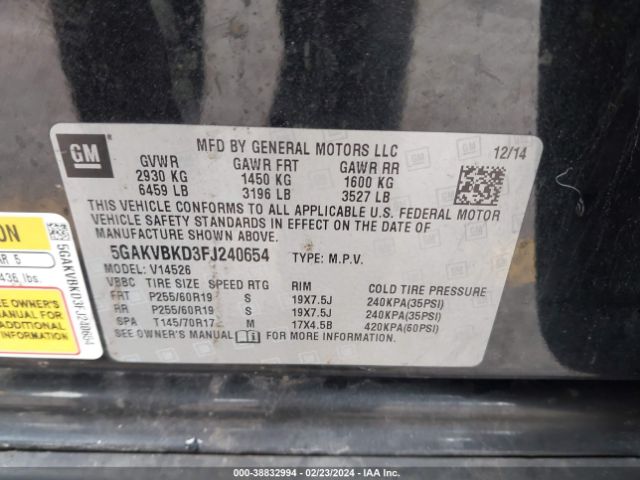 GM
MFD BY GENERAL MOTORS LLC
12/14
GVWR GAWR FRT GAWR RR
2930 KG 1450 KG 1600 KG
6459 LB 3196 LB 3527 LB
THIS VEHICLE CONFORMS TO ALL APPLICABLE U.S. FEDERAL MOTOR
VEHICLE SAFETY STANDARDS IN EFFECT ON THE DATE OF
MANUFACTURE SHOWN ABOVE.
5GAKVBKD3FJ240654 TYPE: M.P.V.
MODEL: V14526
VBBC TIRE SIZE SPEED RTG RIM COLD TIRE PRESSURE
FRT P255/60R19 S 19X7.5J 240KPA(35PSI)
RR P255/60R19 S 19X7.5J 240KPA(35PSI)
SPA T145/70R17 M 17X4.5B 420KPA(60PSI)
SEE OWNER'S MANUAL FOR MORE INFORMATION
ON
AR 5
436 lbs.
SEE OWNER'S
MANUAL FOR
INFORMATION
5GAKVBKD3FJ240654
000-38832994 - 02/23/2024 - IAA Inc.